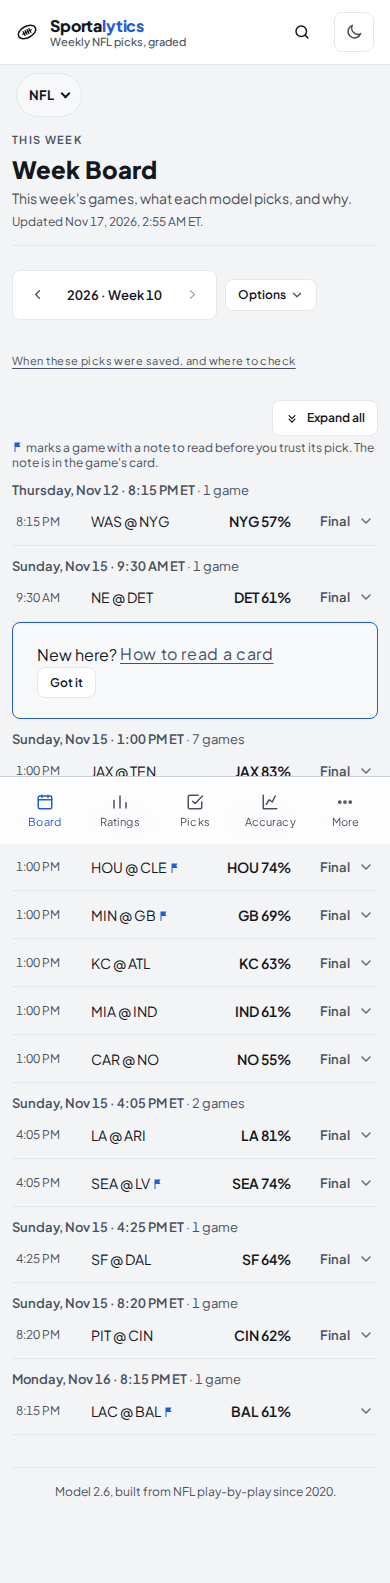 Sportalytics
Weekly NFL picks, graded
NFL
THIS WEEK
Week Board
This week's games, what each model picks, and why.
Updated Nov 17, 2026, 2:55 AM ET.
2026 · Week 10
Options
When these picks were saved, and where to check
Expand all
marks a game with a note to read before you trust its pick. The
note is in the game's card.
Thursday, Nov 12 · 8:15 PM ET · 1 game
8:15 PM WAS @ NYG NYG 57% Final
Sunday, Nov 15 · 9:30 AM ET · 1 game
9:30 AM NE @ DET DET 61% Final
New here? How to read a card
Got it
Sunday, Nov 15 · 1:00 PM ET · 7 games
1:00 PM JAX @ TEN JAX 83% Final
Board Ratings Picks Accuracy More
1:00 PM HOU @ CLE HOU 74% Final
1:00 PM MIN @ GB GB 69% Final
1:00 PM KC @ ATL KC 63% Final
1:00 PM MIA @ IND IND 61% Final
1:00 PM CAR @ NO NO 55% Final
Sunday, Nov 15 · 4:05 PM ET · 2 games
4:05 PM LA @ ARI LA 81% Final
4:05 PM SEA @ LV SEA 74% Final
Sunday, Nov 15 · 4:25 PM ET · 1 game
4:25 PM SF @ DAL SF 64% Final
Sunday, Nov 15 · 8:20 PM ET · 1 game
8:20 PM PIT @ CIN CIN 62% Final
Monday, Nov 16 · 8:15 PM ET · 1 game
8:15 PM LAC @ BAL BAL 61%
Model 2.6, built from NFL play-by-play since 2020.